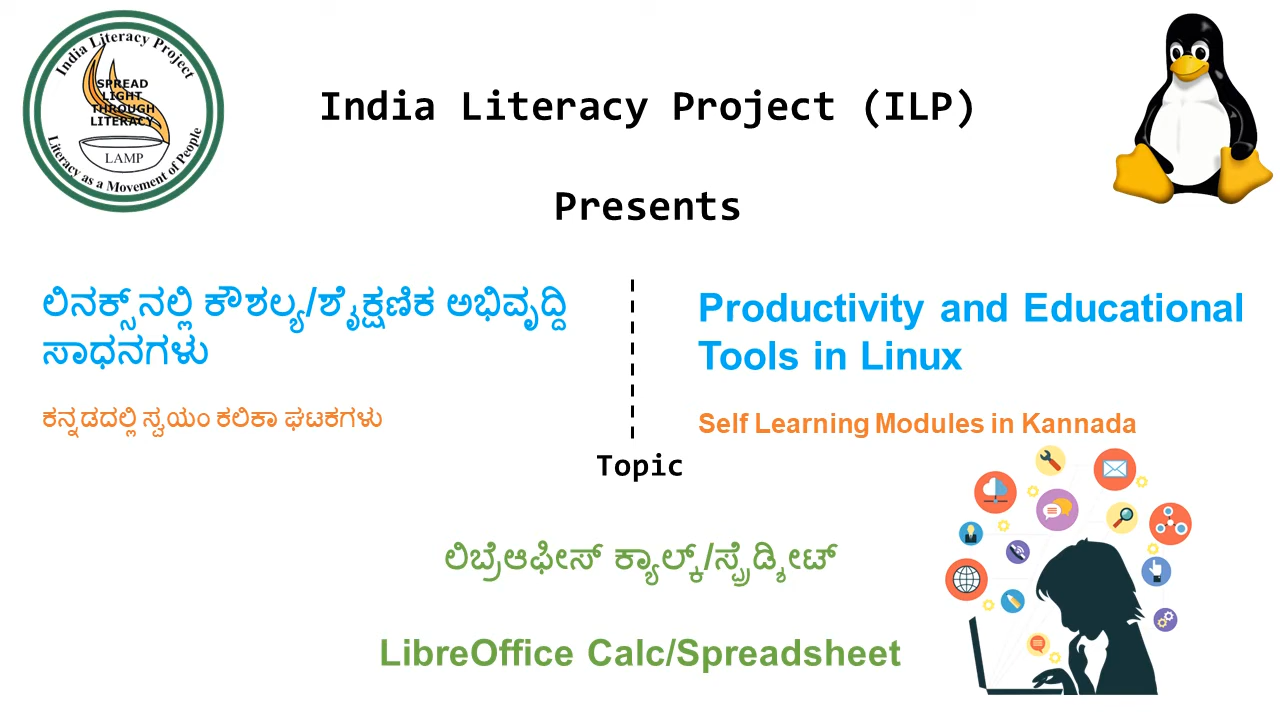 India Literacy Project
SPREAD
LIGHT
THROUGH
LITERACY
LAMP
Literacy as a Movement of People
India Literacy Project (ILP)
Presents
ಲಿನಕ್ಸ್‌ನಲ್ಲಿ ಕೌಶಲ್ಯ/ಶೈಕ್ಷಣಿಕ ಅಭಿವೃದ್ದಿ
ಸಾಧನಗಳು
ಕನ್ನಡದಲ್ಲಿ ಸ್ವಯಂ ಕಲಿಕಾ ಘಟಕಗಳು
Productivity and Educational
Tools in Linux
Self Learning Modules in Kannada
Topic
ಲಿಬ್ರೆಆಫೀಸ್ ಕ್ಯಾಲ್ಕ್/ಸ್ಪ್ರೆಡ್ಶೀಟ್
LibreOffice Calc/Spreadsheet